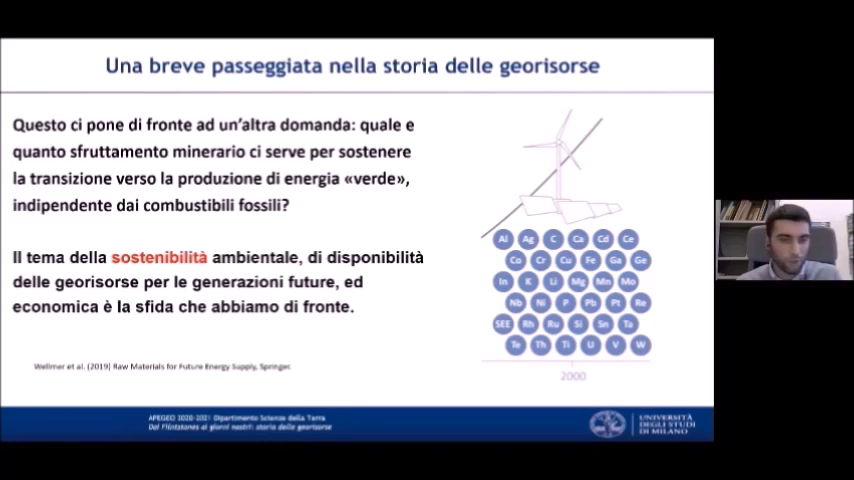 Una breve passeggiata nella storia delle georisorse
Questo ci pone di fronte ad un'altra domanda: quale e
quanto sfruttamento minerario ci serve per sostenere
la transizione verso la produzione di energia «verde»,
indipendente dai combustibili fossili?
Il tema della sostenibilità ambientale, di disponibilità
delle georisorse per le generazioni future, ed
economica è la sfida che abbiamo di fronte.
Al Ag C Ca Cd Ce
Co Cr Cu Fe Ga Ge
In K Li Mg Mn Mo
Nb Ni P Pb Pt Re
SEE Rh Ru Si Sn Ta
Te Th Ti U V W
2000
Wellmer et al. (2019) Raw Materials for Future Energy Supply, Springer.
APEGEO 2020-2021 Dipartimento Scienze della Terra
Dai Flintstones ai giorni nostri: storia delle georisorse
UNIVERSITÀ
DEGLI STUDI
DI MILANO